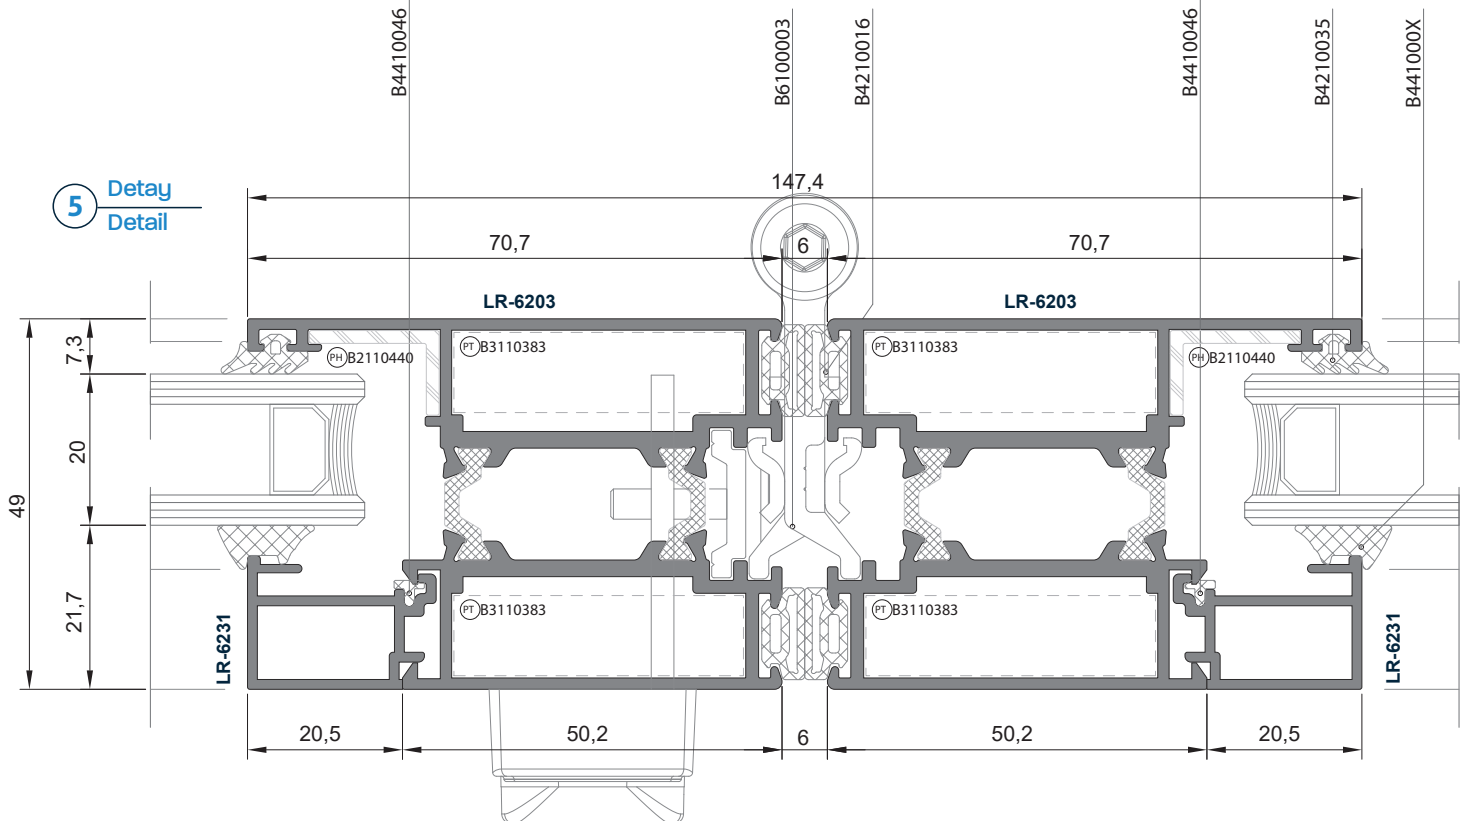 B4410046
B6100003
B4210016
B4410046
B4210035
B441000X
5
Detay
Detail
147,4
70,7
6
70,7
LR-6203
LR-6203
7,3
20
49
21,7
PH B2110440
PT B3110383
PT B3110383
PH B2110440
PT B3110383
PT B3110383
LR-6231
LR-6231
20,5
50,2
6
50,2
20,5